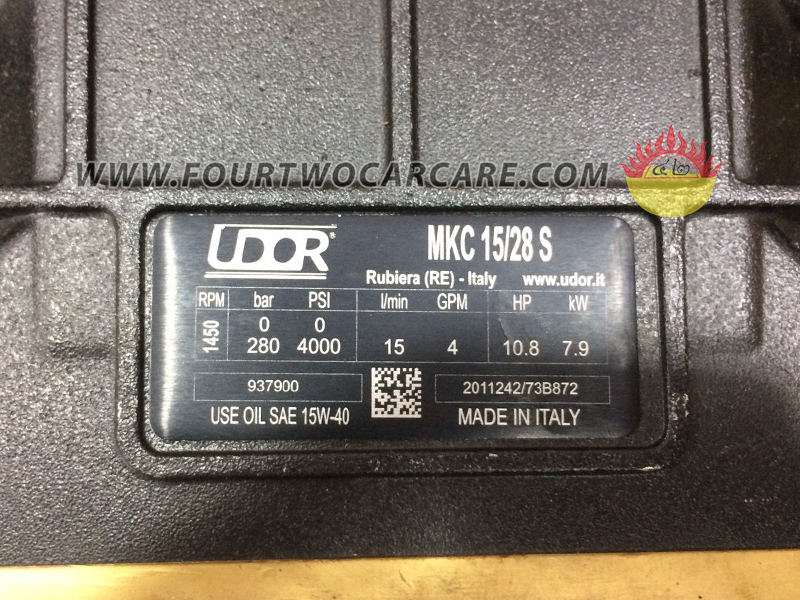 WWW.FOURTWOCARCARE.COM
๔๒
UDOR®
MKC 15/28 S
Rubiera (RE) - Italy www.udor.it
RPM bar PSI l/min GPM HP kW
1450 0 0
280 4000 15 4 10.8 7.9
937900 2011242/73B872
USE OIL SAE 15W-40 MADE IN ITALY